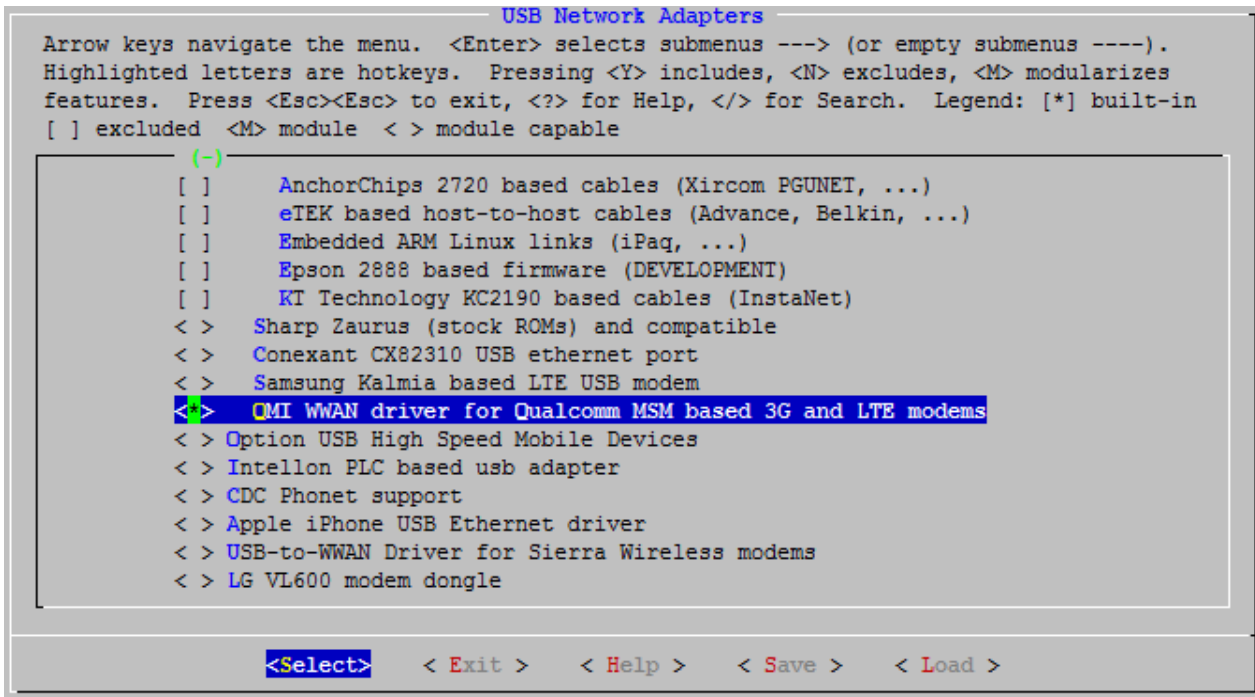 USB Network Adapters
Arrow keys navigate the menu.  <Enter> selects submenus ---> (or empty submenus ----).
Highlighted letters are hotkeys.  Pressing <Y> includes, <N> excludes, <M> modularizes
features.  Press <Esc><Esc> to exit, <?> for Help, </> for Search.  Legend: [*] built-in
[ ] excluded  <M> module  < > module capable
(-)
[ ]     AnchorChips 2720 based cables (Xircom PGUNET, ...)
[ ]     eTEK based host-to-host cables (Advance, Belkin, ...)
[ ]     Embedded ARM Linux links (iPaq, ...)
[ ]     Epson 2888 based firmware (DEVELOPMENT)
[ ]     KT Technology KC2190 based cables (InstaNet)
< >   Sharp Zaurus (stock ROMs) and compatible
< >   Conexant CX82310 USB ethernet port
< >   Samsung Kalmia based LTE USB modem
<*>   QMI WWAN driver for Qualcomm MSM based 3G and LTE modems
< > Option USB High Speed Mobile Devices
< > Intellon PLC based usb adapter
< > CDC Phonet support
< > Apple iPhone USB Ethernet driver
< > USB-to-WWAN Driver for Sierra Wireless modems
< > LG VL600 modem dongle
<Select>    < Exit >    < Help >    < Save >    < Load >